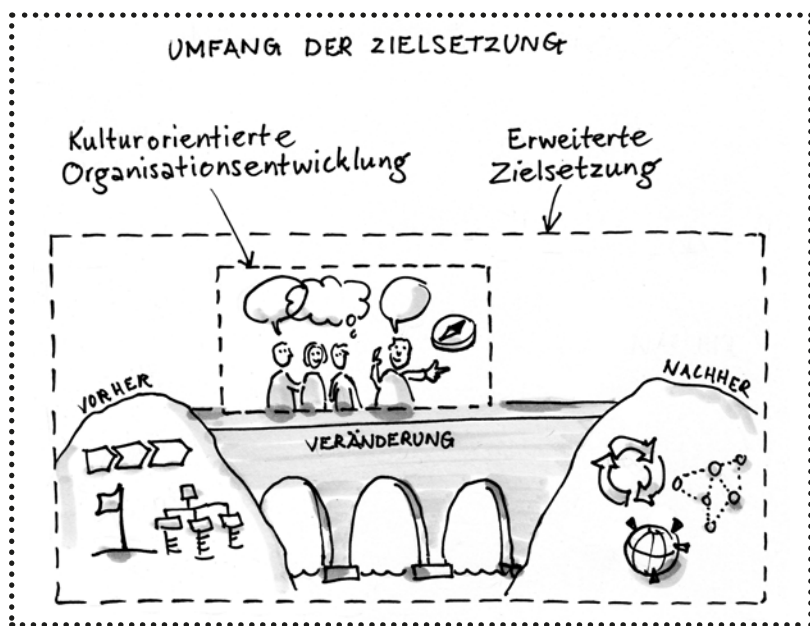 UMFANG DER ZIELSETZUNG
Kulturorientierte
Organisationsentwicklung
Erweiterte
Zielsetzung
VORHER
NACHHER
VERÄNDERUNG